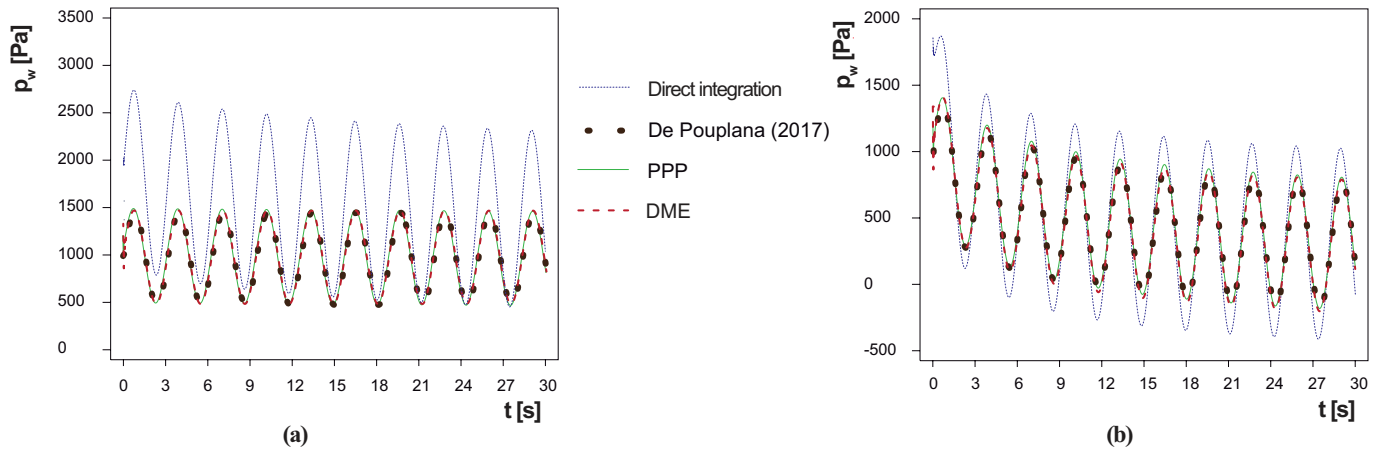 p_w [Pa]
3500
3000
2500
2000
1500
1000
500
0
0 3 6 9 12 15 18 21 24 27 30
t [s]
(a)
Direct integration
De Pouplana (2017)
PPP
DME
p_w [Pa]
2000
1500
1000
500
0
-500
0 3 6 9 12 15 18 21 24 27 30
t [s]
(b)